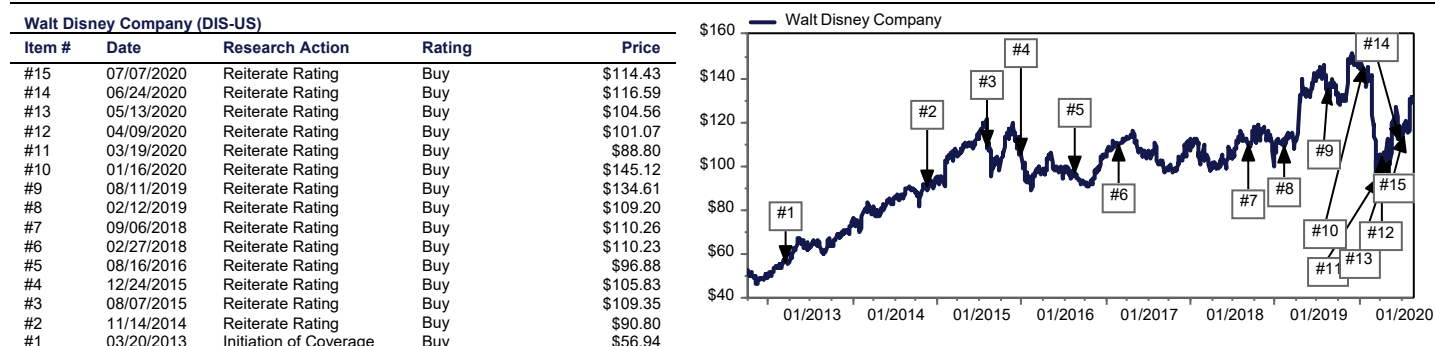 Walt Disney Company (DIS-US)
Item # Date Research Action Rating Price
#15 07/07/2020 Reiterate Rating Buy $114.43
#14 06/24/2020 Reiterate Rating Buy $116.59
#13 05/13/2020 Reiterate Rating Buy $104.56
#12 04/09/2020 Reiterate Rating Buy $101.07
#11 03/19/2020 Reiterate Rating Buy $88.80
#10 01/16/2020 Reiterate Rating Buy $145.12
#9 08/11/2019 Reiterate Rating Buy $134.61
#8 02/12/2019 Reiterate Rating Buy $109.20
#7 09/06/2018 Reiterate Rating Buy $110.26
#6 02/27/2018 Reiterate Rating Buy $110.23
#5 08/16/2016 Reiterate Rating Buy $96.88
#4 12/24/2015 Reiterate Rating Buy $105.83
#3 08/07/2015 Reiterate Rating Buy $109.35
#2 11/14/2014 Reiterate Rating Buy $90.80
#1 03/20/2013 Initiation of Coverage Buy $56.94
Walt Disney Company
$160
$140
$120
$100
$80
$60
$40
#1
#2
#3
#4
#5
#6
#7
#8
#9
#10
#11
#13
#12
#15
#14
01/2013 01/2014 01/2015 01/2016 01/2017 01/2018 01/2019 01/2020